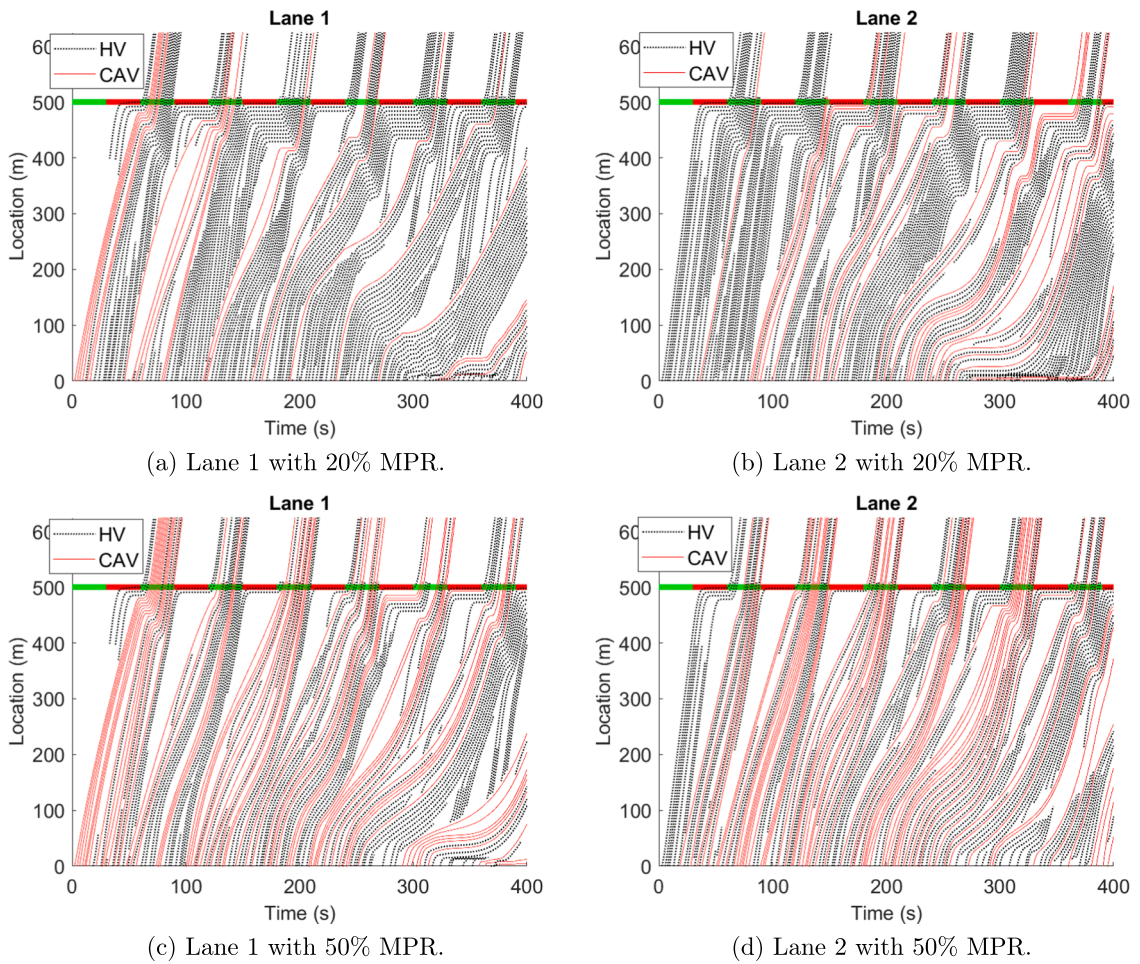 Lane 1
HV
CAV
500
400
300
200
100
0
Location (m)
0 100 200 300 400
Time (s)
(a) Lane 1 with 20% MPR.
Lane 2
HV
CAV
500
400
300
200
100
0
Location (m)
0 100 200 300 400
Time (s)
(b) Lane 2 with 20% MPR.
Lane 1
HV
CAV
500
400
300
200
100
0
Location (m)
0 100 200 300 400
Time (s)
(c) Lane 1 with 50% MPR.
Lane 2
HV
CAV
500
400
300
200
100
0
Location (m)
0 100 200 300 400
Time (s)
(d) Lane 2 with 50% MPR.